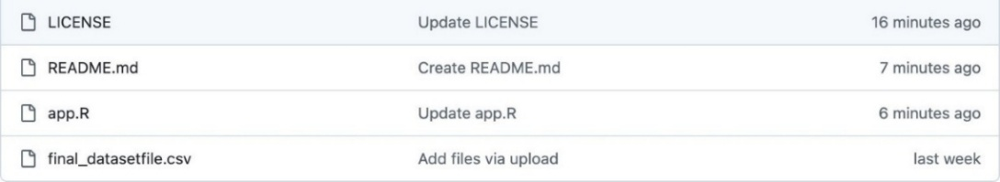 LICENSE Update LICENSE 16 minutes ago
README.md Create README.md 7 minutes ago
app.R Update app.R 6 minutes ago
final_datasetfile.csv Add files via upload last week